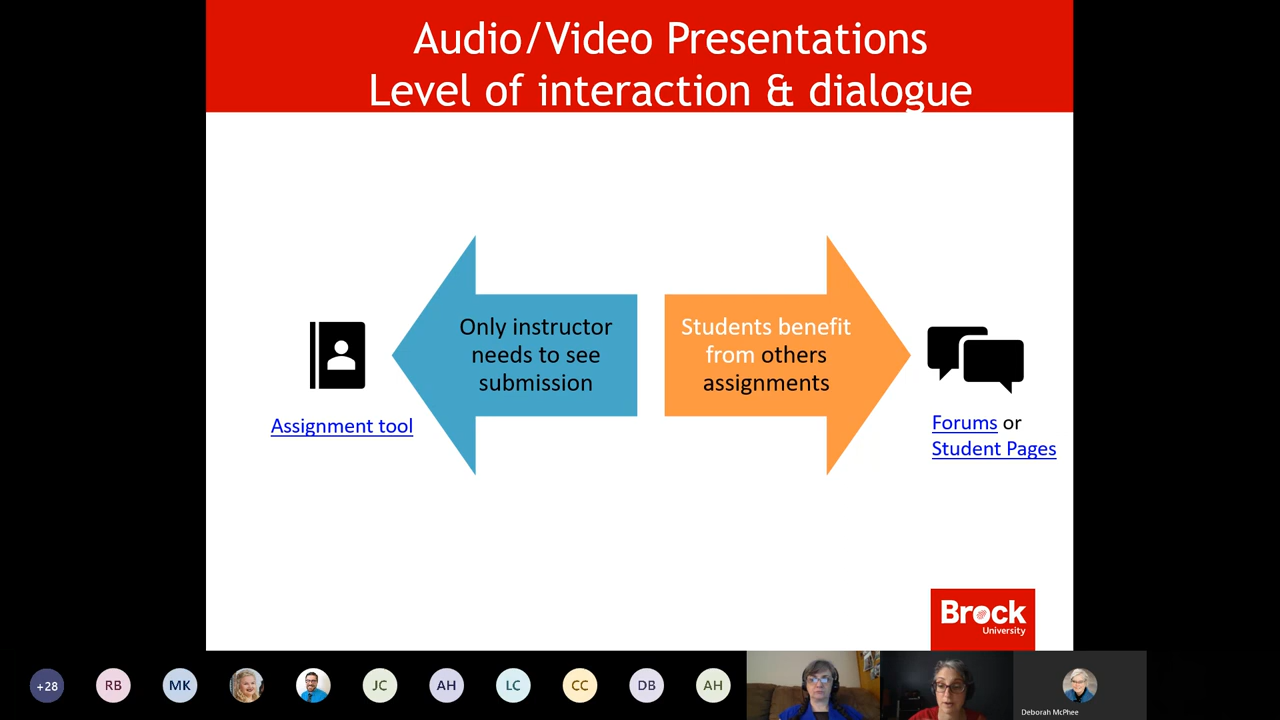 Audio/Video Presentations
Level of interaction & dialogue
Only instructor
needs to see
submission
Students benefit
from others
assignments
Assignment tool
Forums or
Student Pages
Brock
University
+28
RB
MK
JC
AH
LC
CC
DB
AH
Deborah McPhee